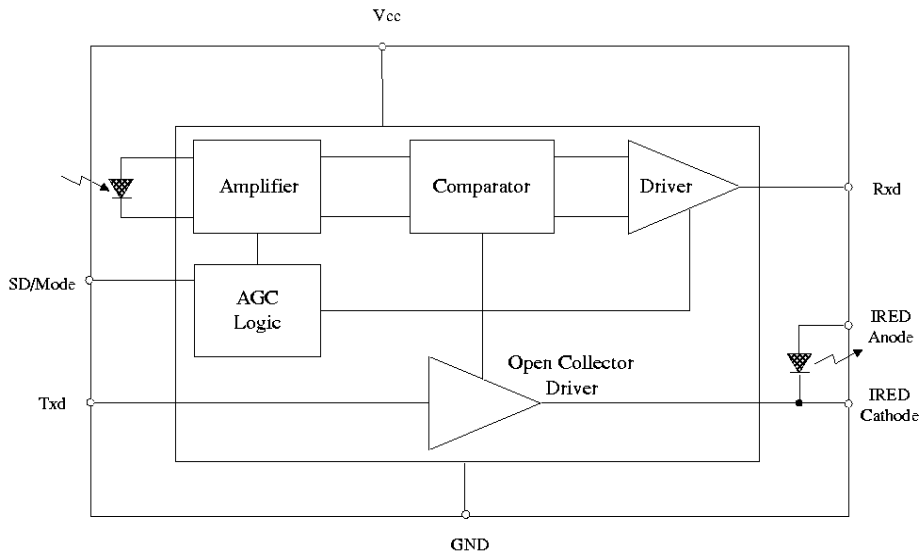 Vcc
Amplifier
Comparator
Driver
Rxd
SD/Mode
AGC
Logic
IRED
Anode
Open Collector
Driver
Txd
IRED
Cathode
GND